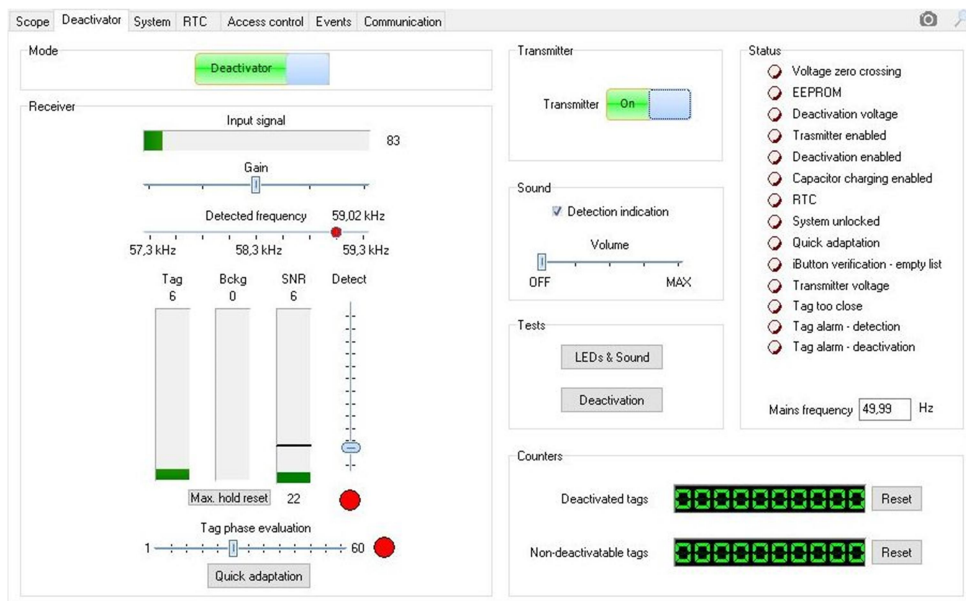 Scope Deactivator System RTC Access control Events Communication
Mode
Deactivator
Receiver
Input signal
83
Gain
Detected frequency 59,02 kHz
57,3 kHz 58,3 kHz 59,3 kHz
Tag Bckg SNR Detect
6 0 6
Max. hold reset 22
Tag phase evaluation
1 60
Quick adaptation
Transmitter
Transmitter On
Sound
Detection indication
Volume
OFF MAX
Tests
LEDs & Sound
Deactivation
Status
Voltage zero crossing
EEPROM
Deactivation voltage
Trasmitter enabled
Deactivation enabled
Capacitor charging enabled
RTC
System unlocked
Quick adaptation
iButton verification - empty list
Transmitter voltage
Tag too close
Tag alarm - detection
Tag alarm - deactivation
Mains frequency 49,99 Hz
Counters
Deactivated tags 0000000000 Reset
Non-deactivatable tags 0000000000 Reset